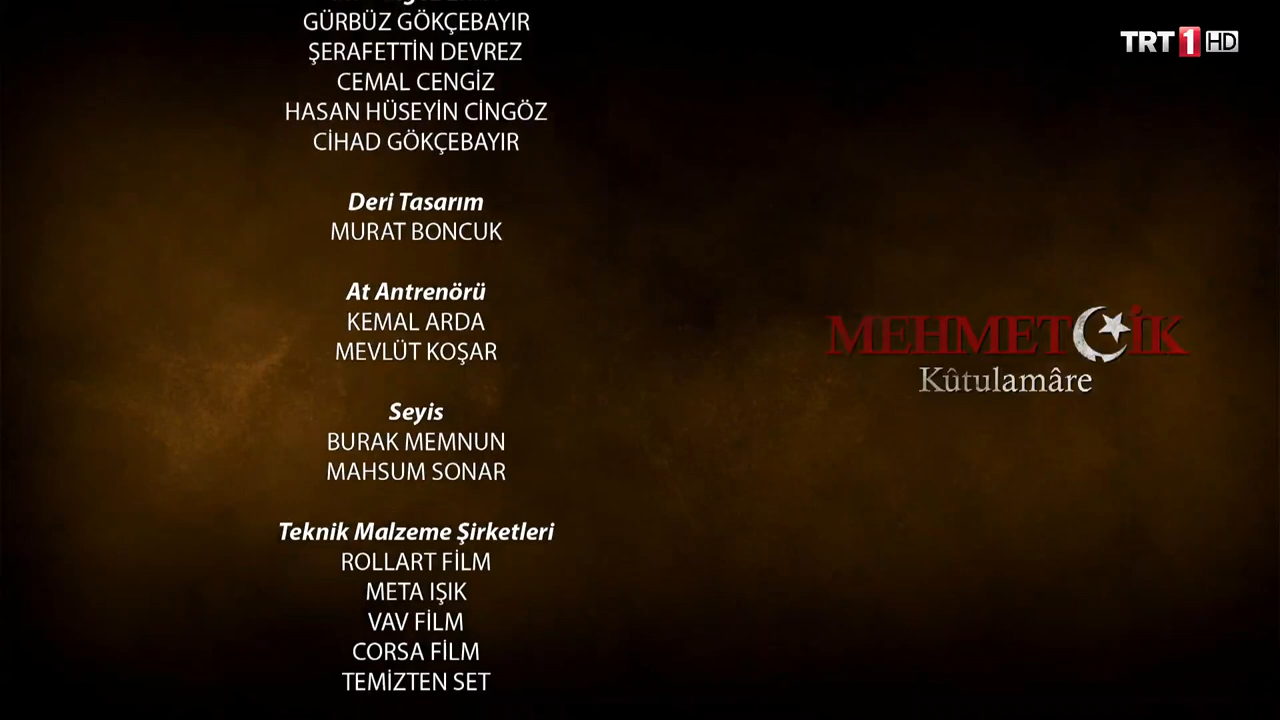 GÜRBÜZ GÖKÇEBAYIR
ŞERAFETTİN DEVREZ
CEMAL CENGİZ
HASAN HÜSEYİN CİNGÖZ
CİHAD GÖKÇEBAYIR
Deri Tasarım
MURAT BONCUK
At Antrenörü
KEMAL ARDA
MEVLÜT KOŞAR
Seyis
BURAK MEMNUN
MAHSUM SONAR
Teknik Malzeme Şirketleri
ROLLART FİLM
META IŞIK
VAV FİLM
CORSA FİLM
TEMİZTEN SET
TRT 1 HD
MEHMETÇİK
Kûtulamâre